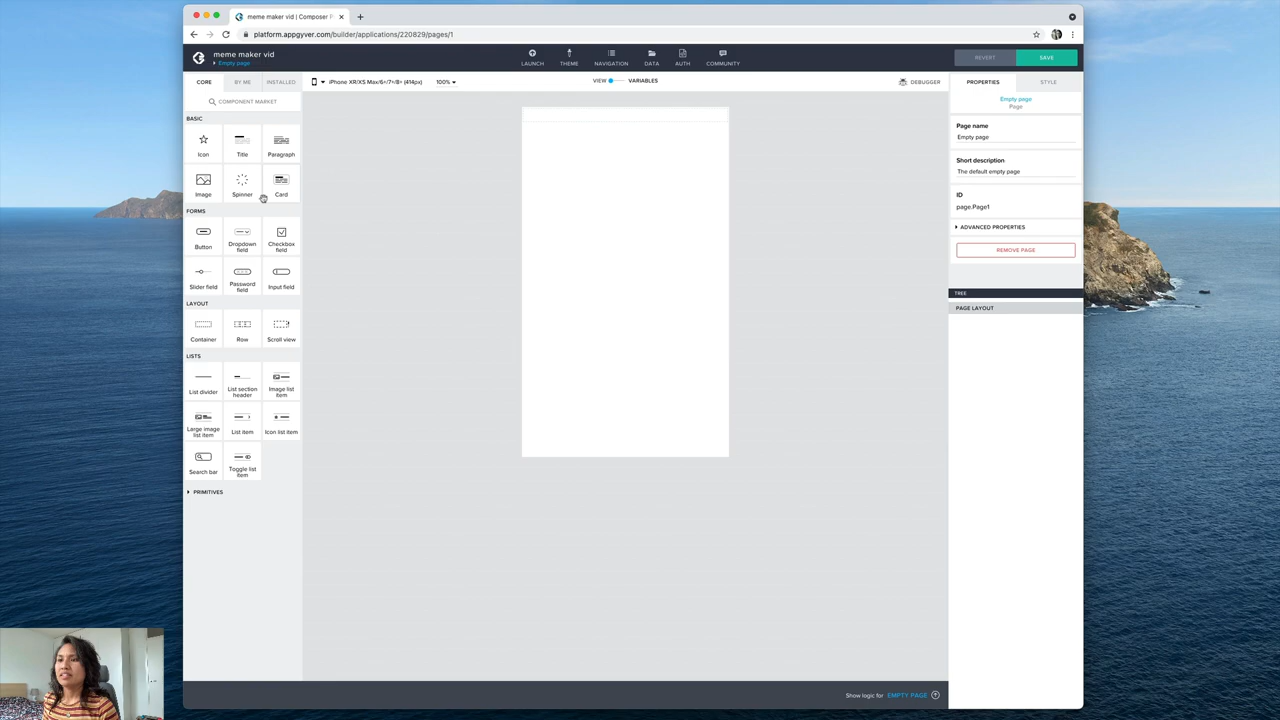 meme maker vid | Composer P
platform.appgyver.com/builder/applications/220829/pages/1
meme maker vid
Empty page
LAUNCH
THEME
NAVIGATION
DATA
AUTH
COMMUNITY
REVERT
SAVE
CORE
BY ME
INSTALLED
iPhone XR/XS Max/6+/7+/8+ (414px)
100%
VIEW
VARIABLES
DEBUGGER
PROPERTIES
STYLE
COMPONENT MARKET
BASIC
Icon
Title
Paragraph
Image
Spinner
Card
FORMS
Button
Dropdown
field
Checkbox
field
Slider field
Password
field
Input field
LAYOUT
Container
Row
Scroll view
LISTS
List divider
List section
header
Image list
item
Large image
list item
List item
Icon list item
Search bar
Toggle list
item
PRIMITIVES
Empty page
Page
Page name
Empty page
Short description
The default empty page
ID
page.Page1
ADVANCED PROPERTIES
REMOVE PAGE
TREE
PAGE LAYOUT
Show logic for EMPTY PAGE